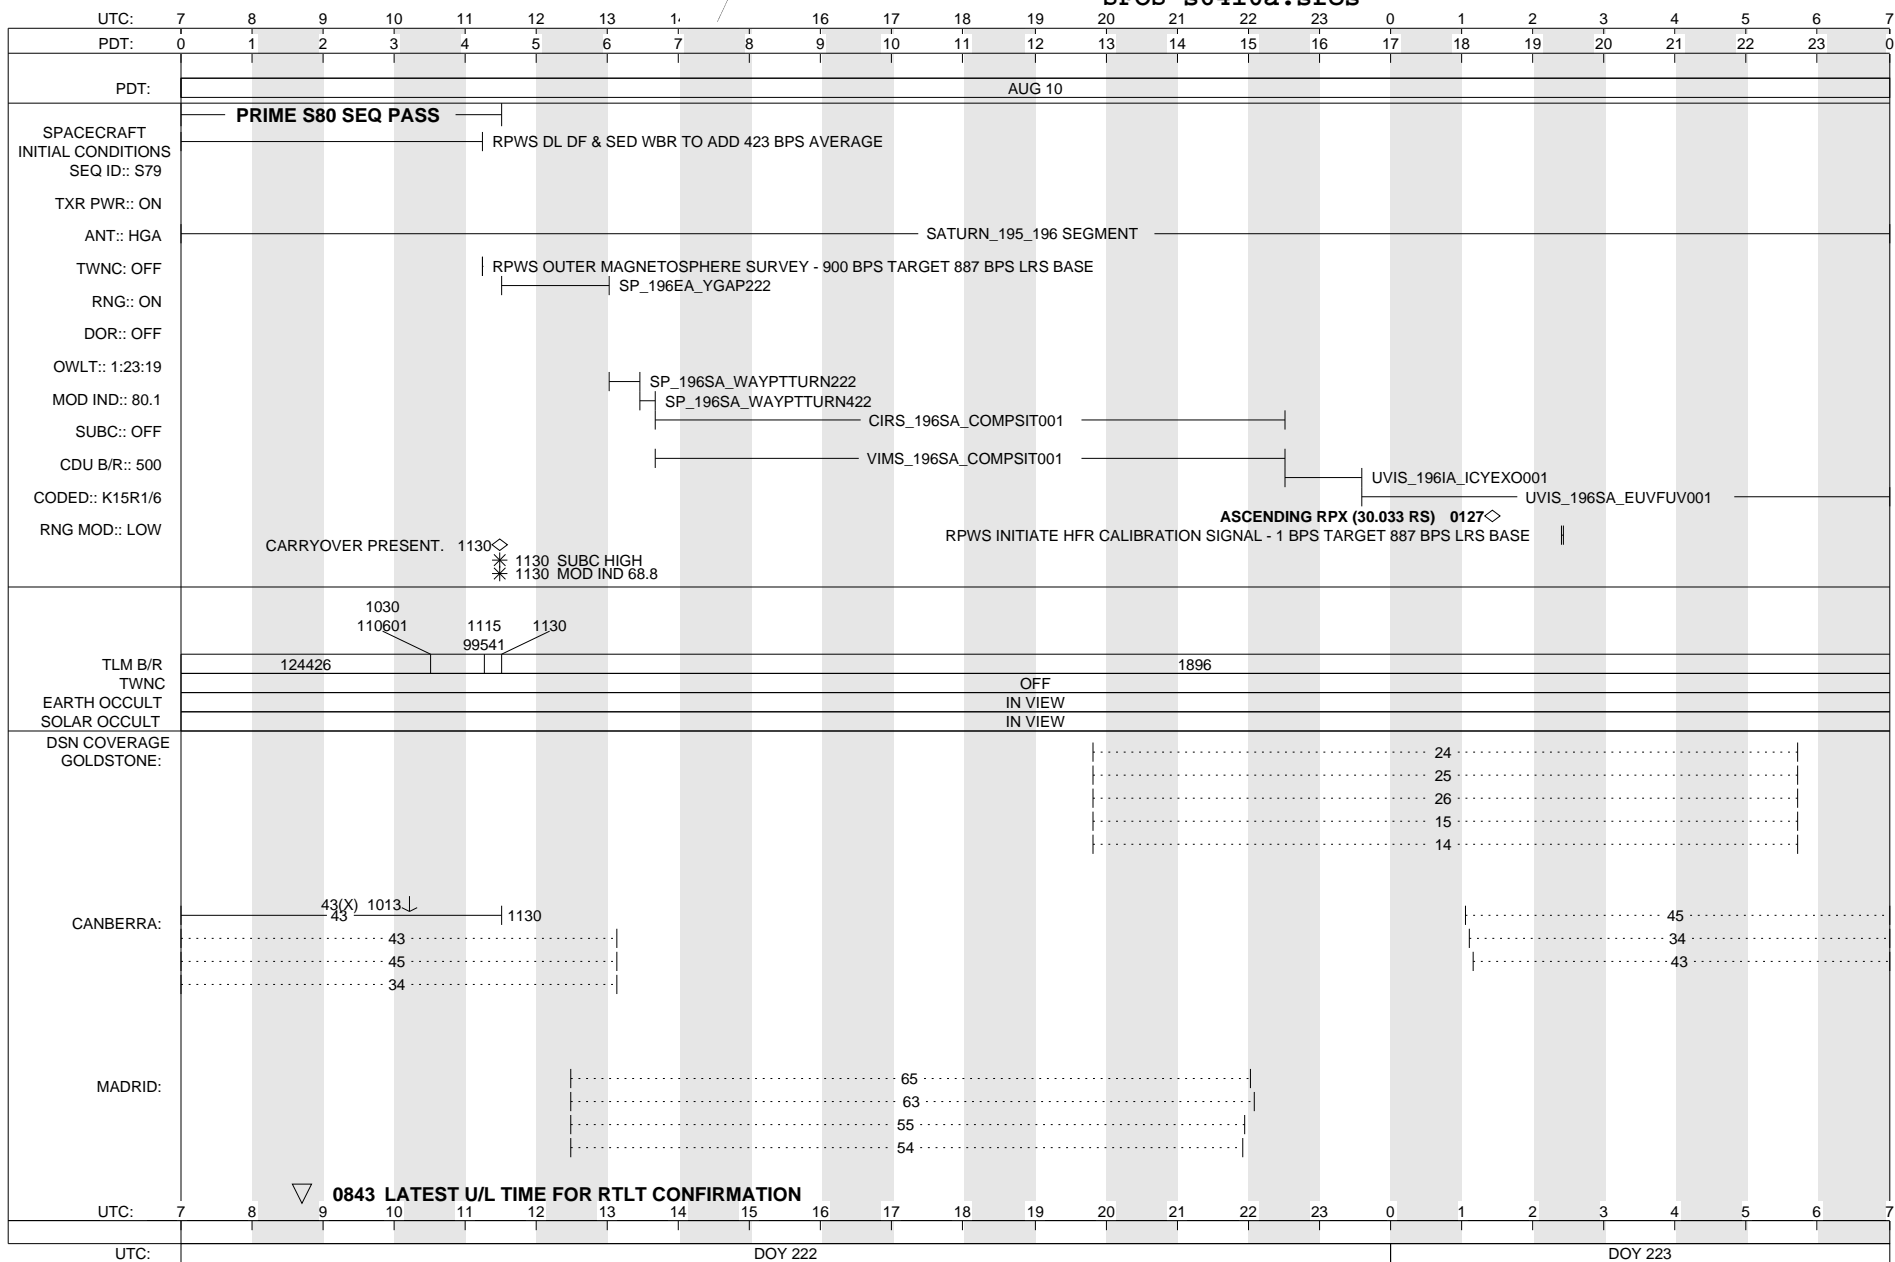 UTC: 7 8 9 10 11 12 13 16 17 18 19 20 21 22 23 0 1 2 3 4 5 6 7
PDT: 0 1 2 3 4 5 6 7 8 9 10 11 12 13 14 15 16 17 18 19 20 21 22 23 0
PDT: AUG 10
PRIME S80 SEQ PASS
SPACECRAFT
INITIAL CONDITIONS
RPWS DL DF & SED WBR TO ADD 423 BPS AVERAGE
SEQ ID:: S79
TXR PWR:: ON
ANT:: HGA
SATURN_195_196 SEGMENT
TWNC: OFF
RPWS OUTER MAGNETOSPHERE SURVEY - 900 BPS TARGET 887 BPS LRS BASE
SP_196EA_YGAP222
RNG:: ON
DOR:: OFF
OWLT:: 1:23:19
SP_196SA_WAYPTTURN222
MOD IND:: 80.1
SP_196SA_WAYPTTURN422
CIRS_196SA_COMPSIT001
SUBC:: OFF
VIMS_196SA_COMPSIT001
CDU B/R:: 500
UVIS_196IA_ICYEXO001
CODED:: K15R1/6
UVIS_196SA_EUVFUV001
ASCENDING RPX (30.033 RS) 0127
RNG MOD:: LOW
RPWS INITIATE HFR CALIBRATION SIGNAL - 1 BPS TARGET 887 BPS LRS BASE
CARRYOVER PRESENT. 1130
1130 SUBC HIGH
1130 MOD IND 68.8
1030
110601 1115 1130
99541
TLM B/R 124426 1896
TWNC OFF
EARTH OCCULT IN VIEW
SOLAR OCCULT IN VIEW
DSN COVERAGE
GOLDSTONE:
24
25
26
15
14
43(X) 1013
CANBERRA:
43 1130 45
43 34
45 43
34
MADRID:
65
63
55
54
0843 LATEST U/L TIME FOR RTLT CONFIRMATION
UTC: 7 8 9 10 11 12 13 14 15 16 17 18 19 20 21 22 23 0 1 2 3 4 5 6 7
UTC: DOY 222 DOY 223